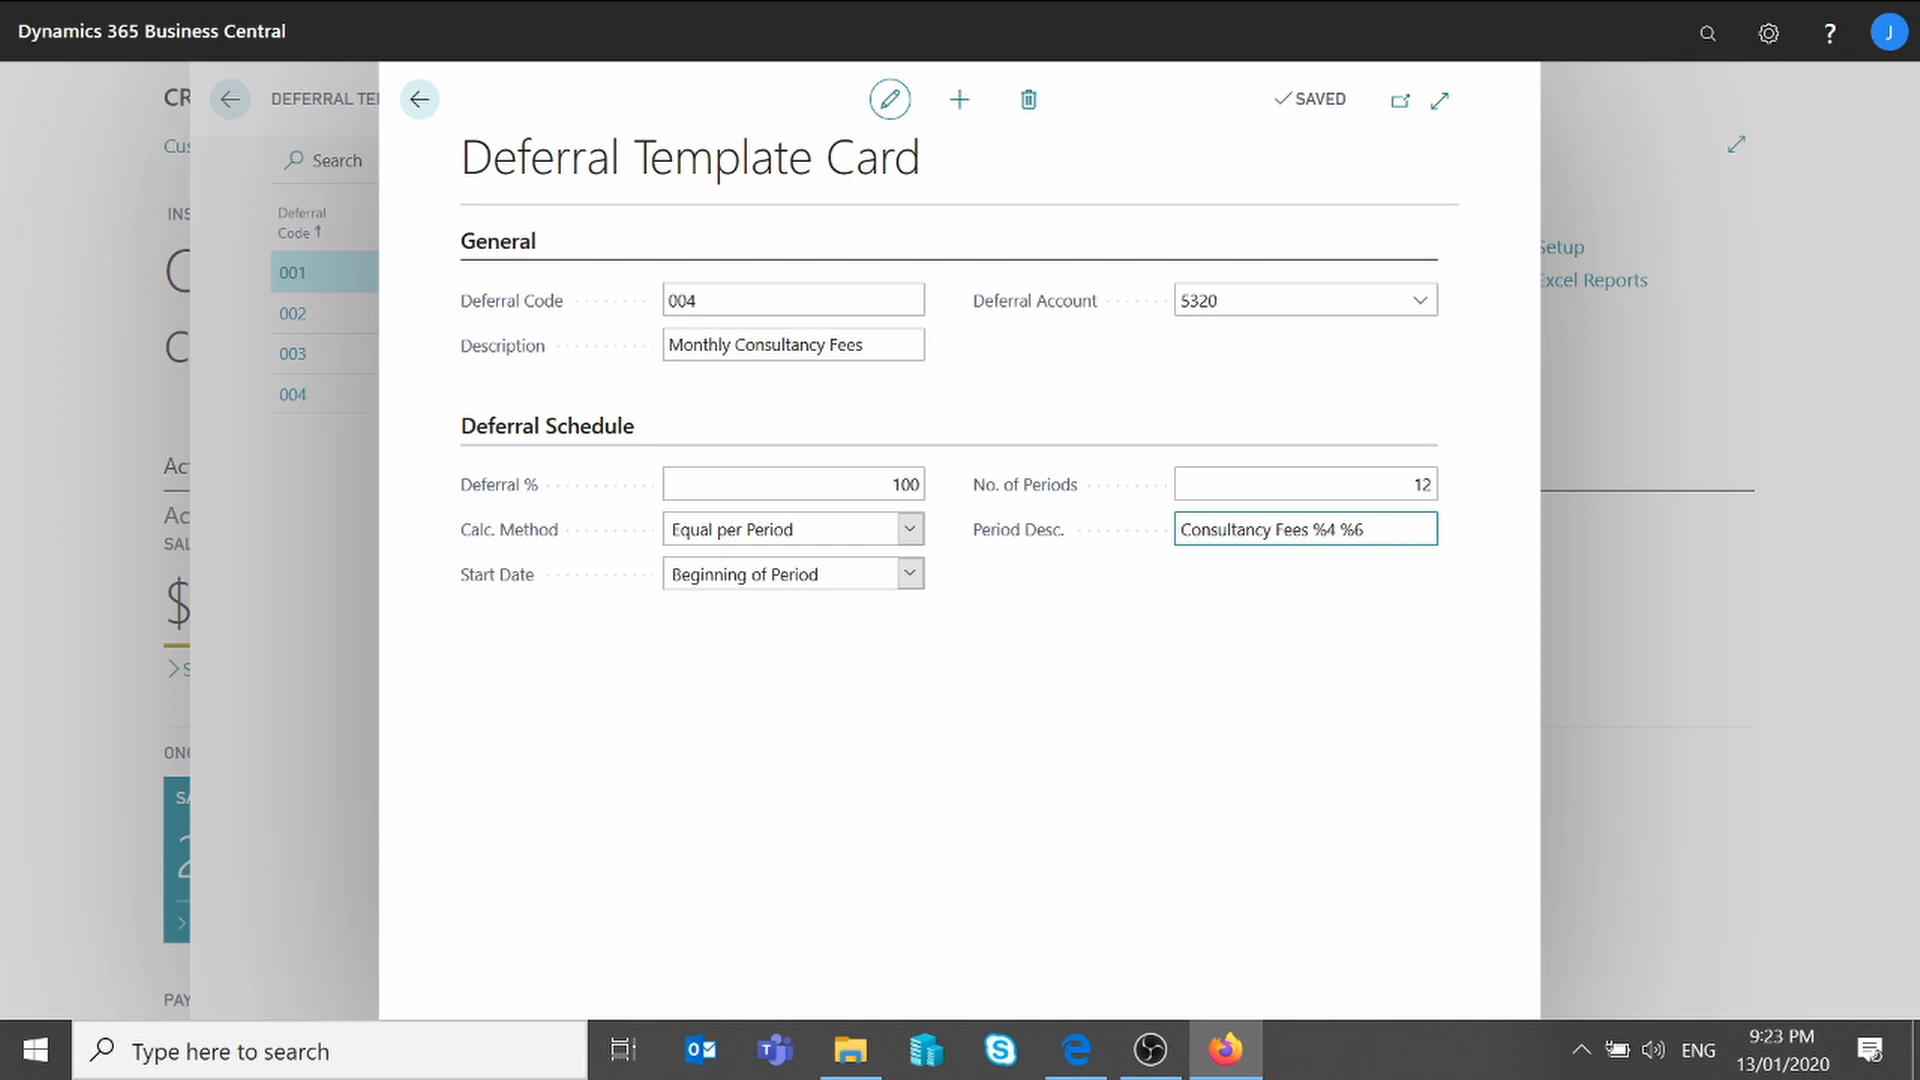 Dynamics 365 Business Central
J
CR
DEFERRAL TE
SAVED
Cus
Search
Deferral Template Card
INS
Deferral
Code
General
Setup
001
Excel Reports
Deferral Code
004
Deferral Account
5320
002
Description
Monthly Consultancy Fees
003
004
Deferral Schedule
Ac
Deferral %
100
No. of Periods
12
Ac
Calc. Method
Equal per Period
Period Desc.
Consultancy Fees %4 %6
SAL
Start Date
Beginning of Period
$
S
ONG
SA
2
PAY
Type here to search
ENG
9:23 PM
13/01/2020